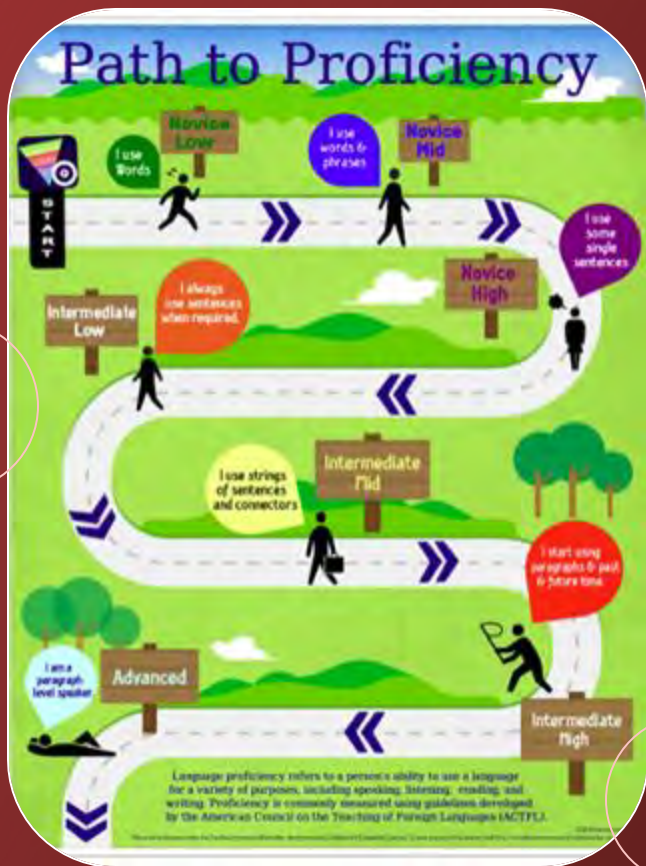 Path to Proficiency
START
I use
Words
Novice
Low
I use
words &
phrases
Novice
Mid
I use
some
single
sentences
Novice
High
I always
use sentences
when required.
Intermediate
Low
I use strings
of sentences
and connectors
Intermediate
Mid
I start using
paragraphs & past
& future time.
Intermediate
High
I am a
paragraph
level speaker.
Advanced
Language proficiency refers to a person's ability to use a language
for a variety of purposes, including speaking, listening, reading, and
writing. Proficiency is commonly measured using guidelines developed
by the American Council on the Teaching of Foreign Languages (ACTFL).